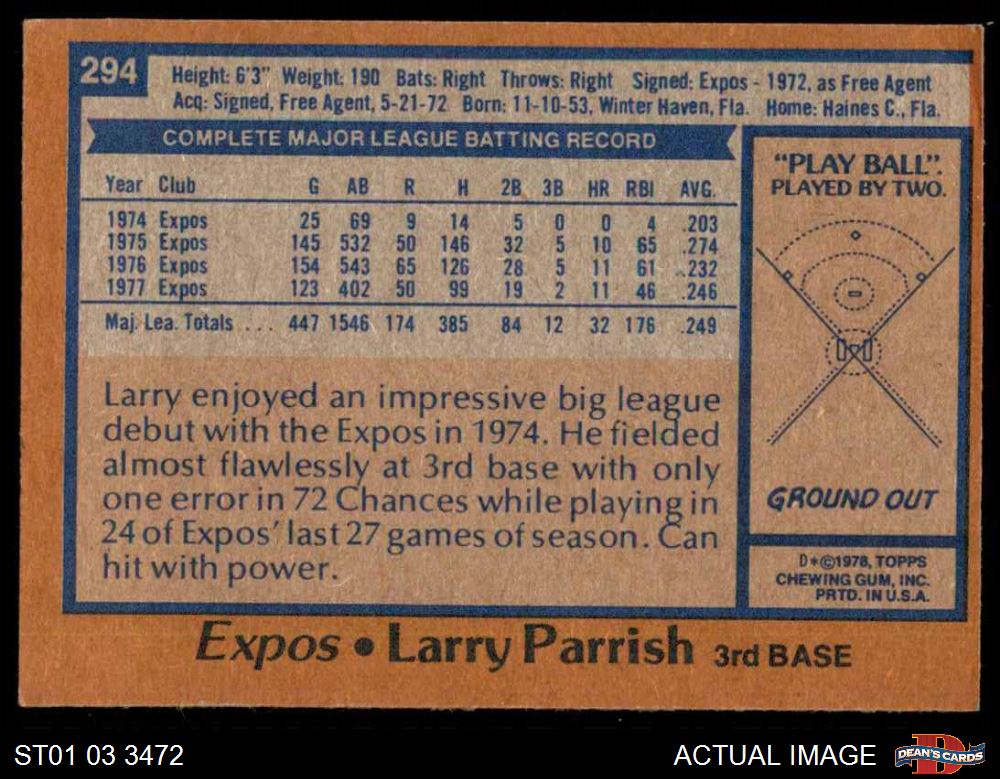 294
Height: 6'3" Weight: 190 Bats: Right Throws: Right Signed: Expos - 1972, as Free Agent
Acq: Signed, Free Agent, 5-21-72 Born: 11-10-53, Winter Haven, Fla. Home: Haines C., Fla.
COMPLETE MAJOR LEAGUE BATTING RECORD
Year Club G AB R H 2B 3B HR RBI AVG.
1974 Expos 25 69 9 14 5 0 0 4 .203
1975 Expos 145 532 50 146 32 5 10 65 .274
1976 Expos 154 543 65 126 28 5 11 61 .232
1977 Expos 123 402 50 99 19 2 11 46 .246
Maj. Lea. Totals ... 447 1546 174 385 84 12 32 176 .249
Larry enjoyed an impressive big league
debut with the Expos in 1974. He fielded
almost flawlessly at 3rd base with only
one error in 72 Chances while playing in
24 of Expos' last 27 games of season. Can
hit with power.
"PLAY BALL".
PLAYED BY TWO.
GROUND OUT
D*©1978, TOPPS
CHEWING GUM, INC.
PRTD. IN U.S.A.
Expos • Larry Parrish 3rd BASE
ST01 03 3472
ACTUAL IMAGE
DEAN'S CARDS